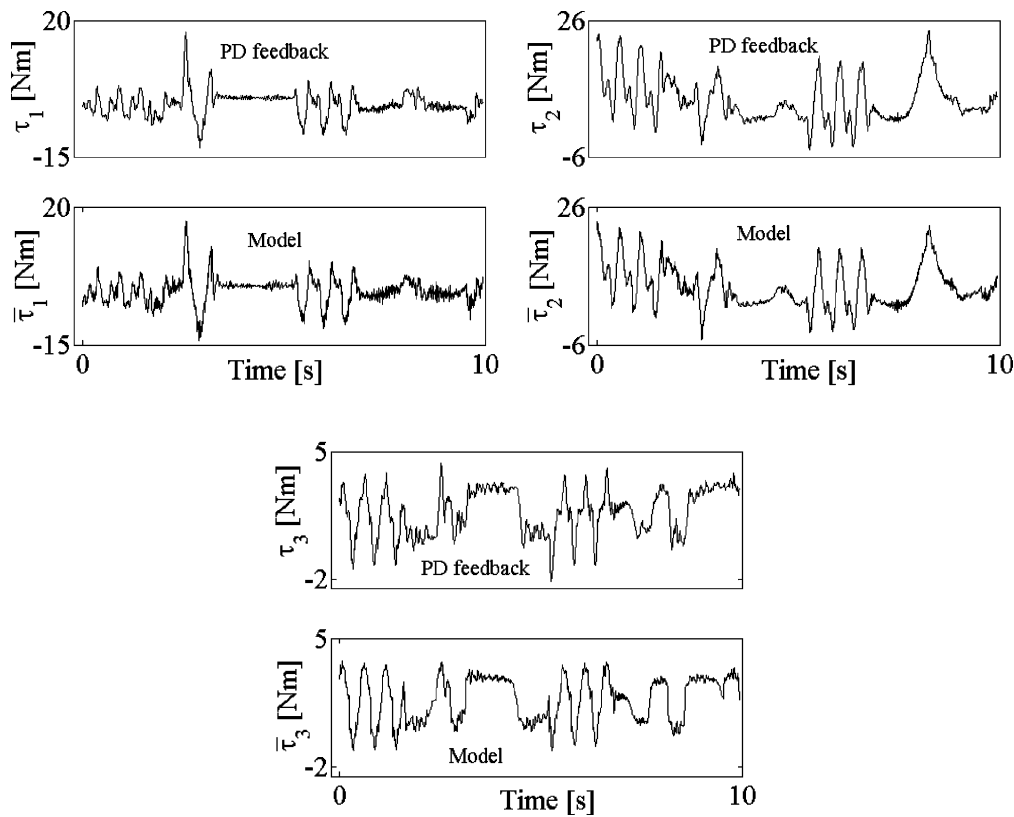 20
τ1 [Nm]
PD feedback
-15
26
τ2 [Nm]
PD feedback
-6
20
τ̅1 [Nm]
Model
-15
0
Time [s]
10
26
τ̅2 [Nm]
Model
-6
0
Time [s]
10
5
τ3 [Nm]
PD feedback
-2
5
τ̅3 [Nm]
Model
-2
0
Time [s]
10